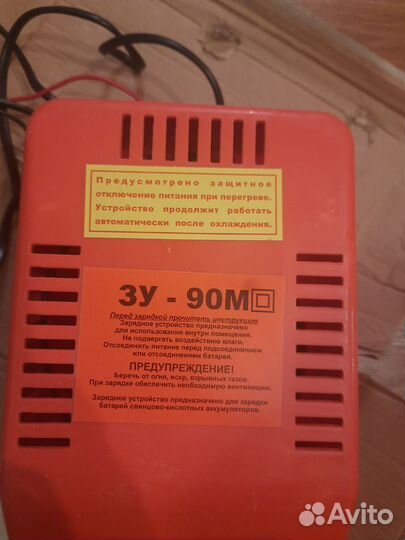 Предусмотрено защитное
отключение питания при перегреве.
Устройство продолжит работать
автоматически после охлаждения.
ЗУ - 90М
Перед зарядкой прочитать инструкцию
Зарядное устройство предназначено
для использования внутри помещения.
Не подвергать воздействию влаги.
Отсоединить питание перед подсоединением
или отсоединением батареи.
ПРЕДУПРЕЖДЕНИЕ!
Беречь от огня, искр, взрывных газов.
При зарядке обеспечить необходимую вентиляцию.
Зарядное устройство предназначено для зарядки
батарей свинцово-кислотных аккумуляторов.
Avito